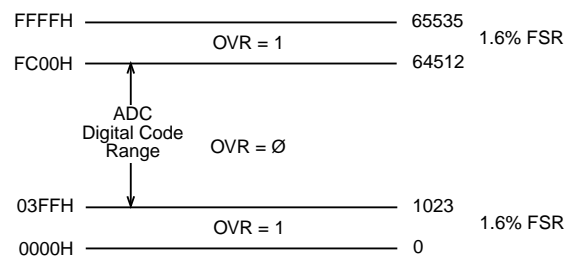 FFFFH 65535
OVR = 1 1.6% FSR
FC00H 64512
ADC
Digital Code
Range OVR = Ø
03FFH 1023
OVR = 1 1.6% FSR
0000H 0